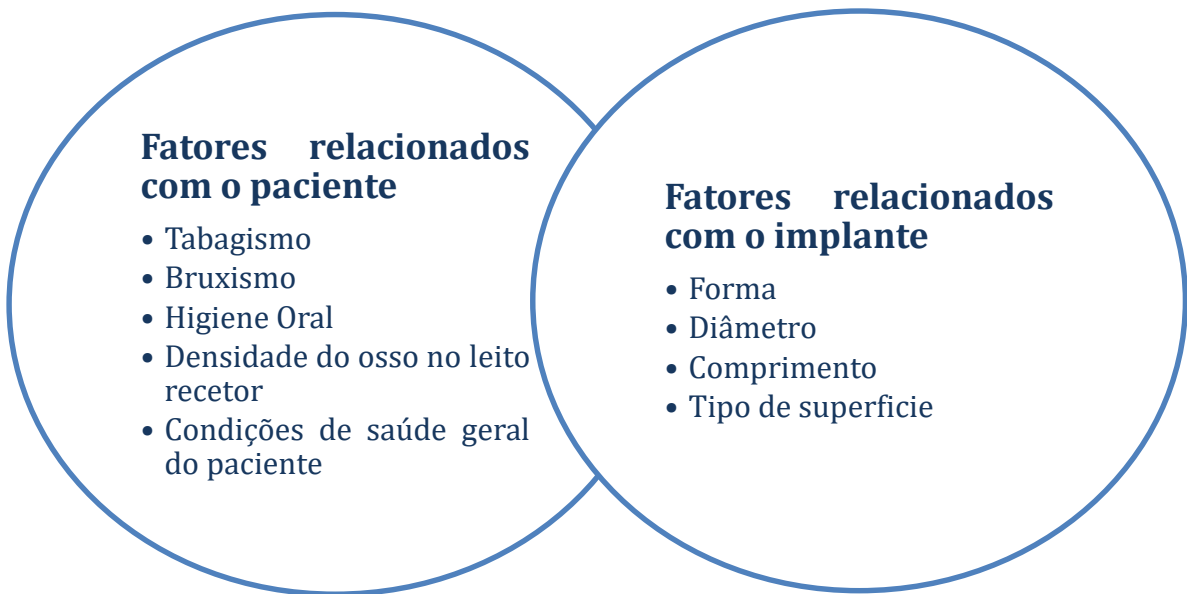 Fatores relacionados
com o paciente
• Tabagismo
• Bruxismo
• Higiene Oral
• Densidade do osso no leito
recetor
• Condições de saúde geral
do paciente
Fatores relacionados
com o implante
• Forma
• Diâmetro
• Comprimento
• Tipo de superficie